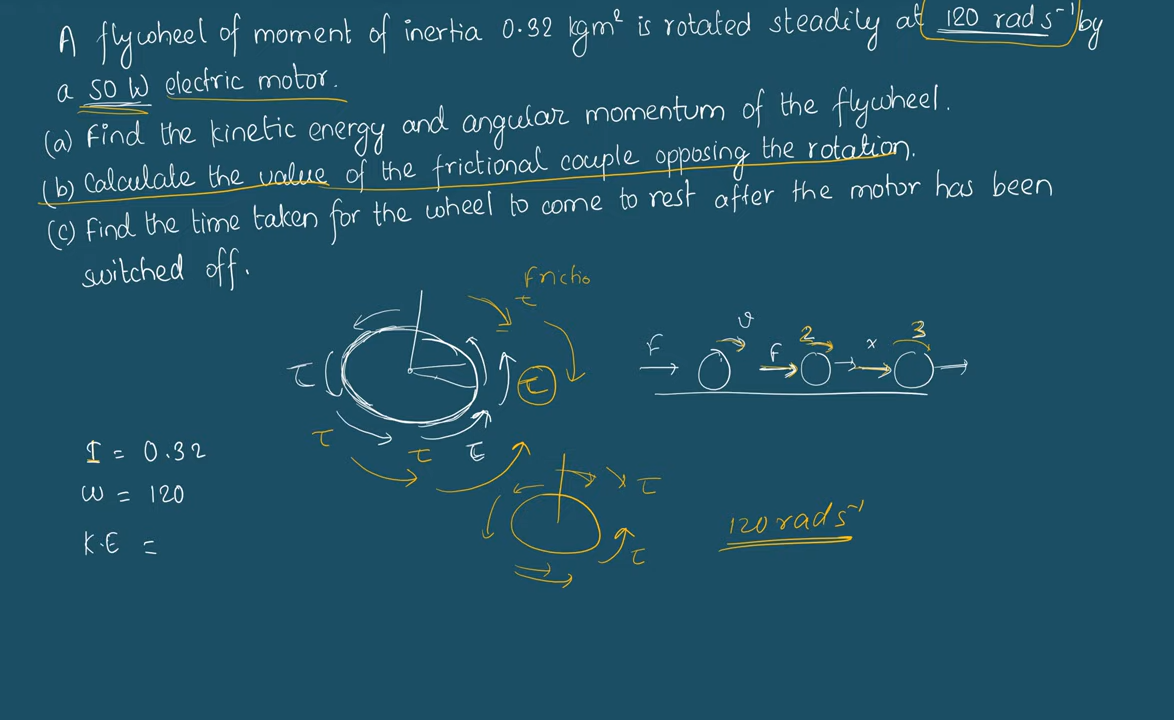 A flywheel of moment of inertia 0.32 kgm² is rotated steadily at 120 rad s⁻¹ by
a 50 W electric motor.
(a) Find the kinetic energy and angular momentum of the flywheel.
(b) Calculate the value of the frictional couple opposing the rotation.
(c) Find the time taken for the wheel to come to rest after the motor has been
switched off.
frictio
τ
F → v F → 2 x 3
τ τ
τ τ τ
I = 0.32
ω = 120
K.E =
τ
τ
120 rad s⁻¹